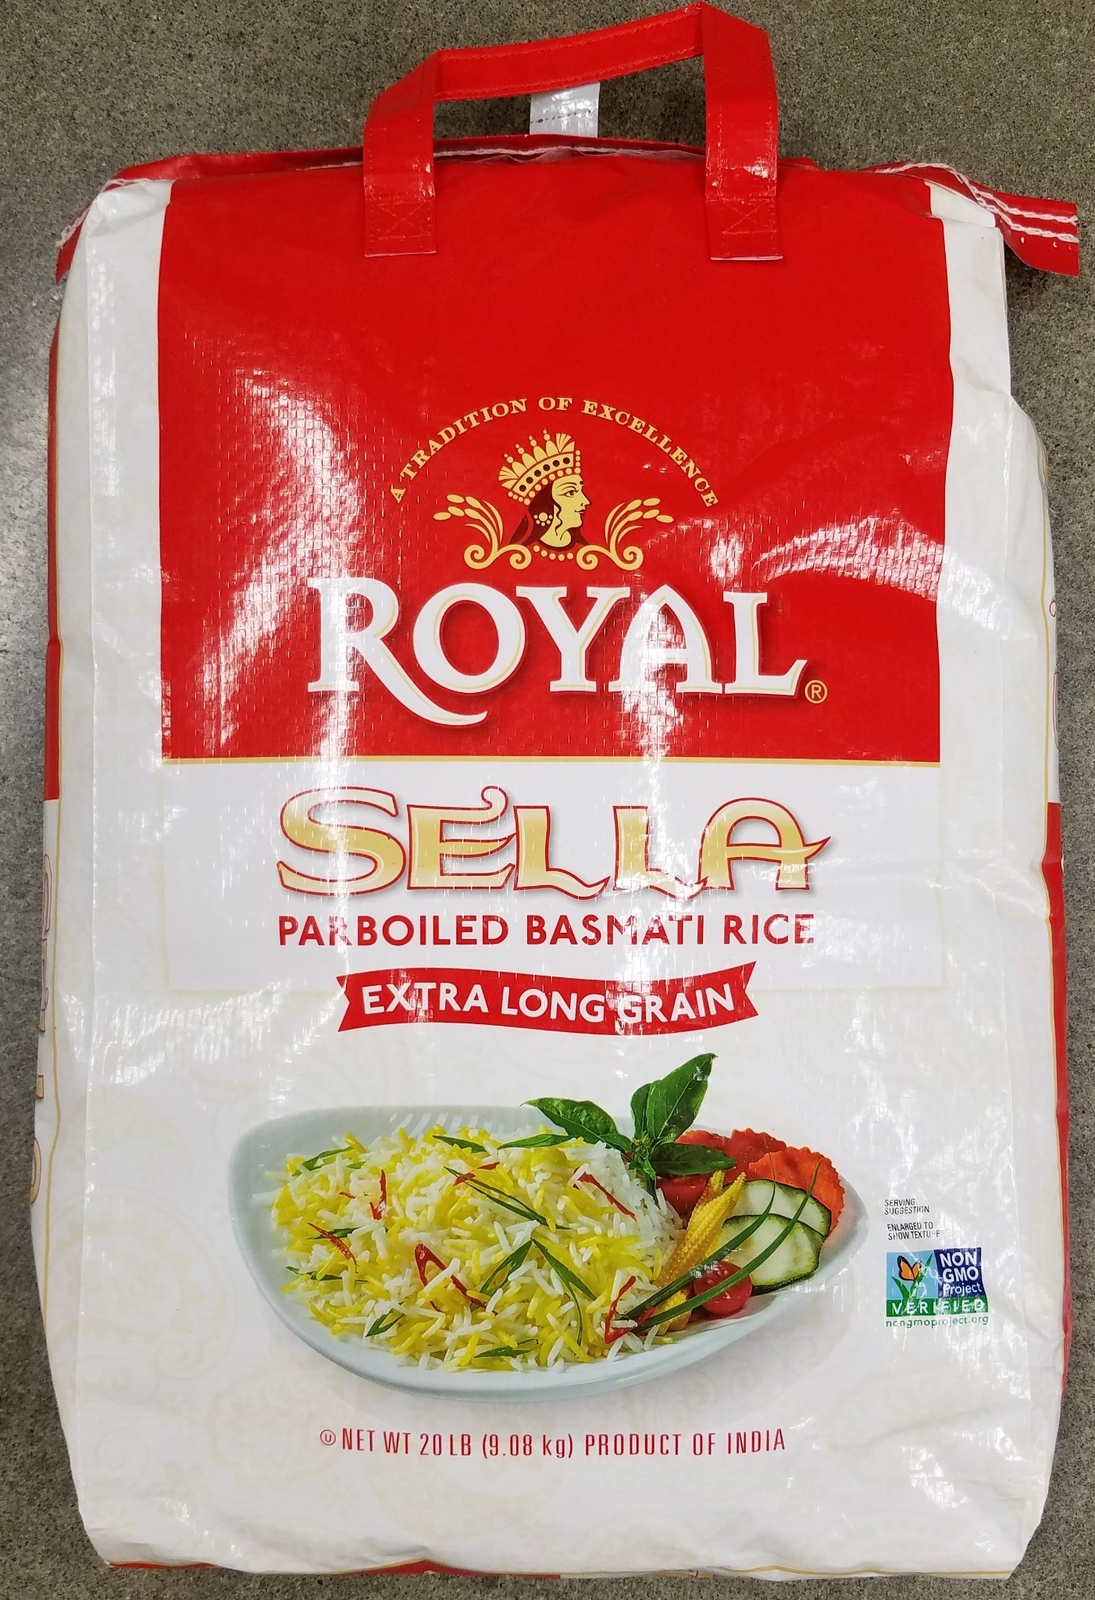 A TRADITION OF EXCELLENCE
ROYAL®
SELLA
PARBOILED BASMATI RICE
EXTRA LONG GRAIN
SERVING
SUGGESTION
ENLARGED TO
SHOW TEXTURE
NON
GMO
Project
VERIFIED
nongmoproject.org
Ⓤ NET WT 20 LB (9.08 kg) PRODUCT OF INDIA